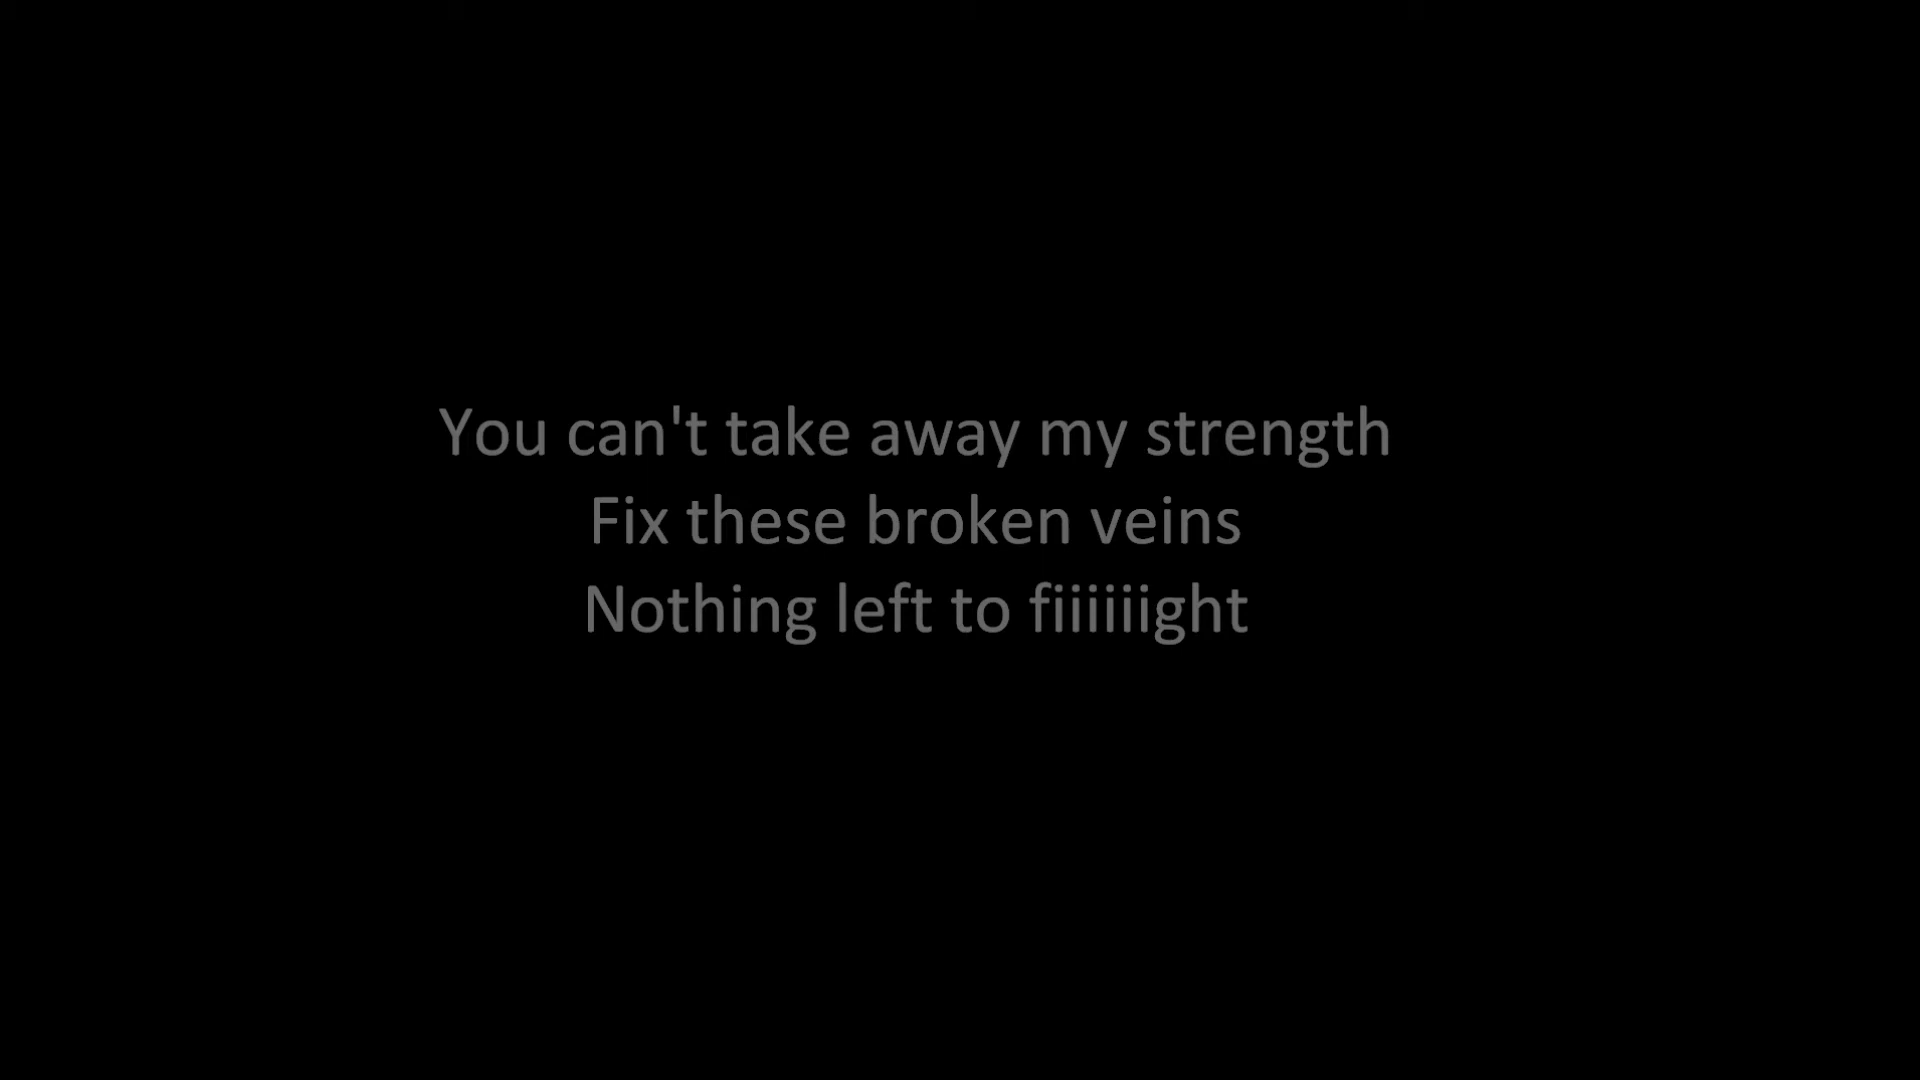 You can't take away my strength
Fix these broken veins
Nothing left to fiiiiiight